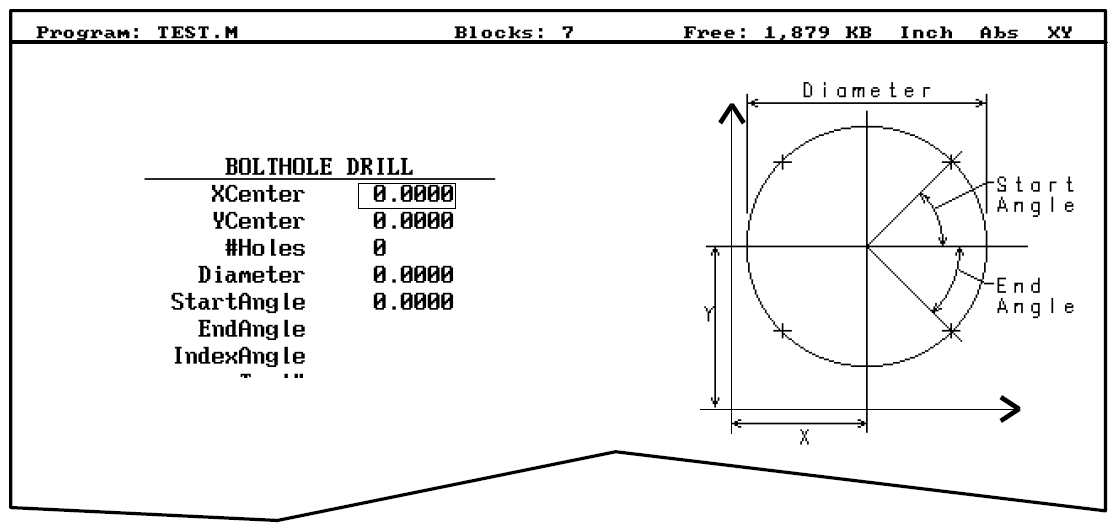 Program: TEST.M Blocks: 7 Free: 1,879 KB Inch Abs XY
BOLTHOLE DRILL
XCenter 0.0000
YCenter 0.0000
#Holes 0
Diameter 0.0000
StartAngle 0.0000
EndAngle
IndexAngle
Diameter
Start
Angle
End
Angle
Y
X